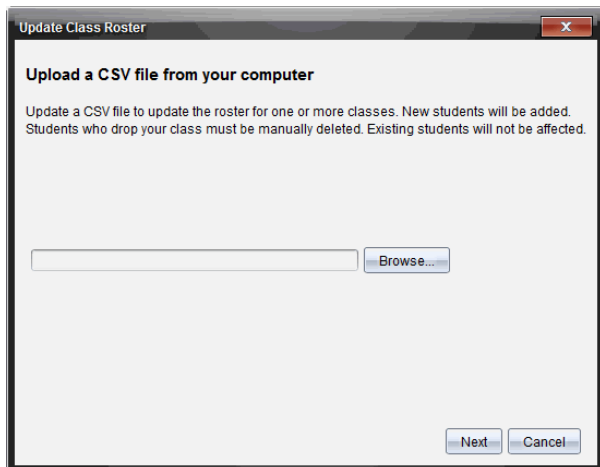 Update Class Roster
Upload a CSV file from your computer
Update a CSV file to update the roster for one or more classes. New students will be added.
Students who drop your class must be manually deleted. Existing students will not be affected.
Browse...
Next Cancel